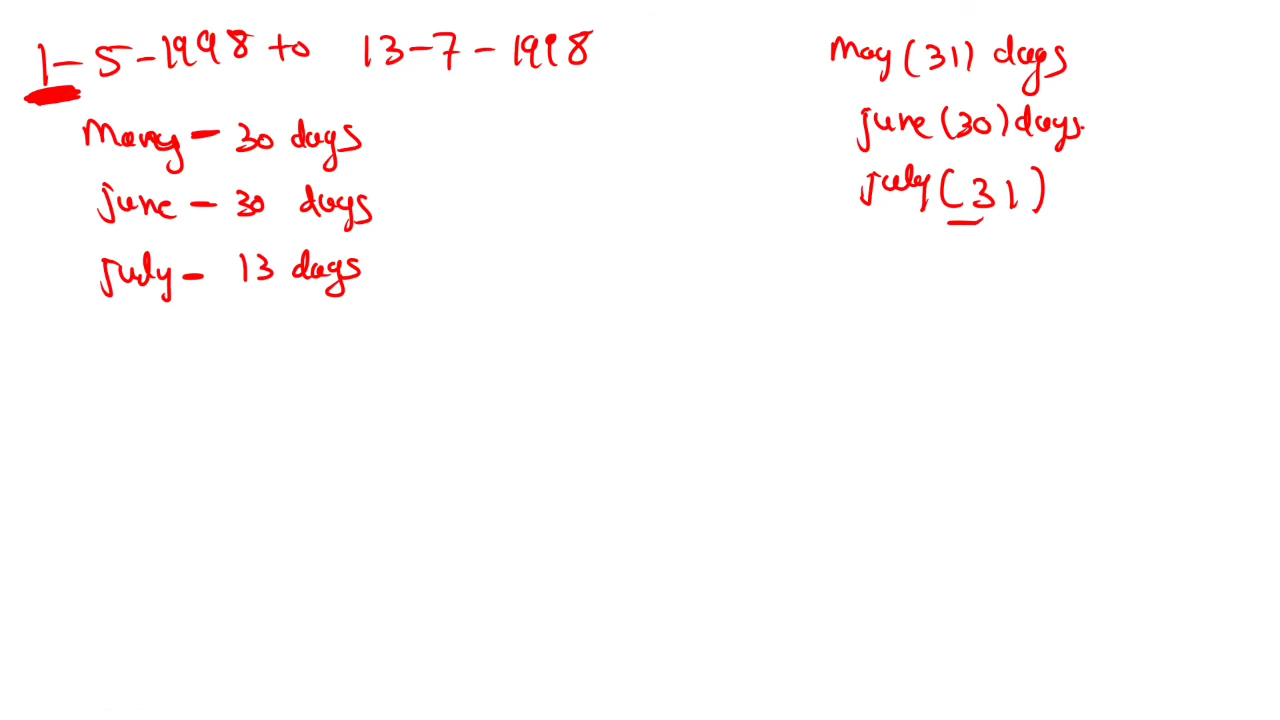 1-5-1998 to 13-7-1998
May - 30 days
june - 30 days
july - 13 days
May (31) days
june (30) days.
july (31)